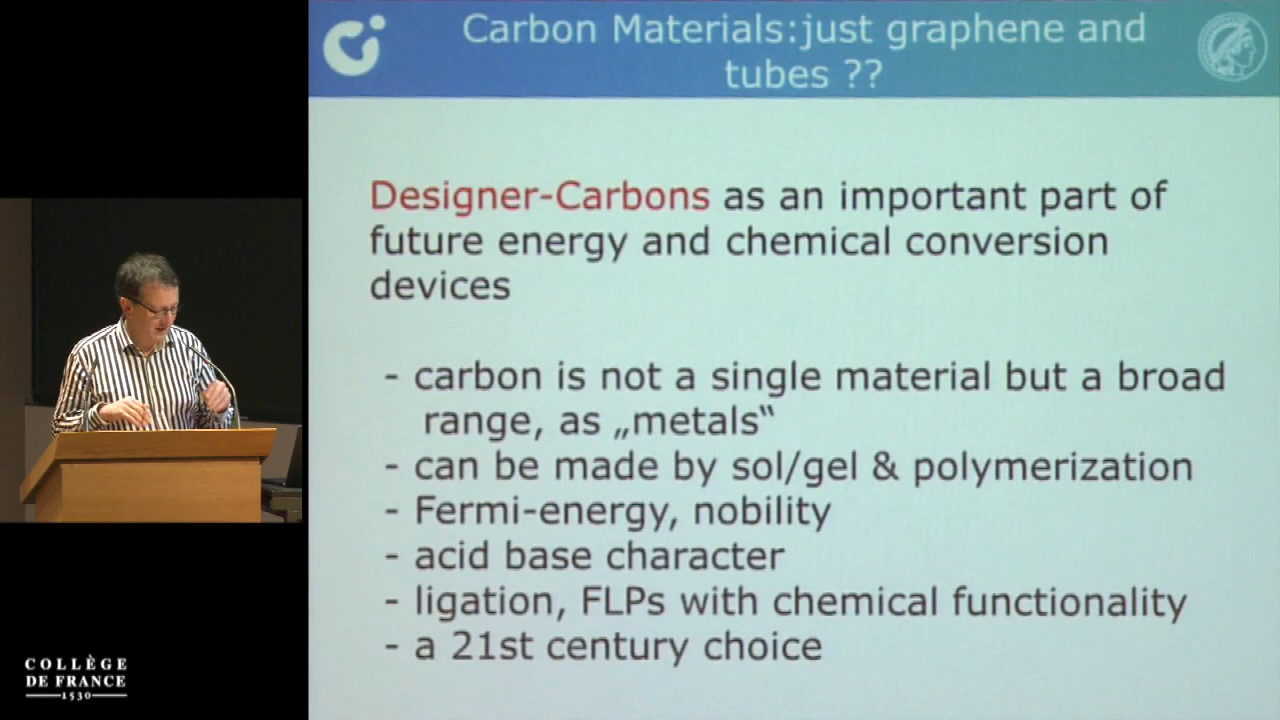 Carbon Materials:just graphene and
tubes ??
Designer-Carbons as an important part of
future energy and chemical conversion
devices
- carbon is not a single material but a broad
range, as „metals“
- can be made by sol/gel & polymerization
- Fermi-energy, nobility
- acid base character
- ligation, FLPs with chemical functionality
- a 21st century choice
COLLÈGE
DE FRANCE
1530